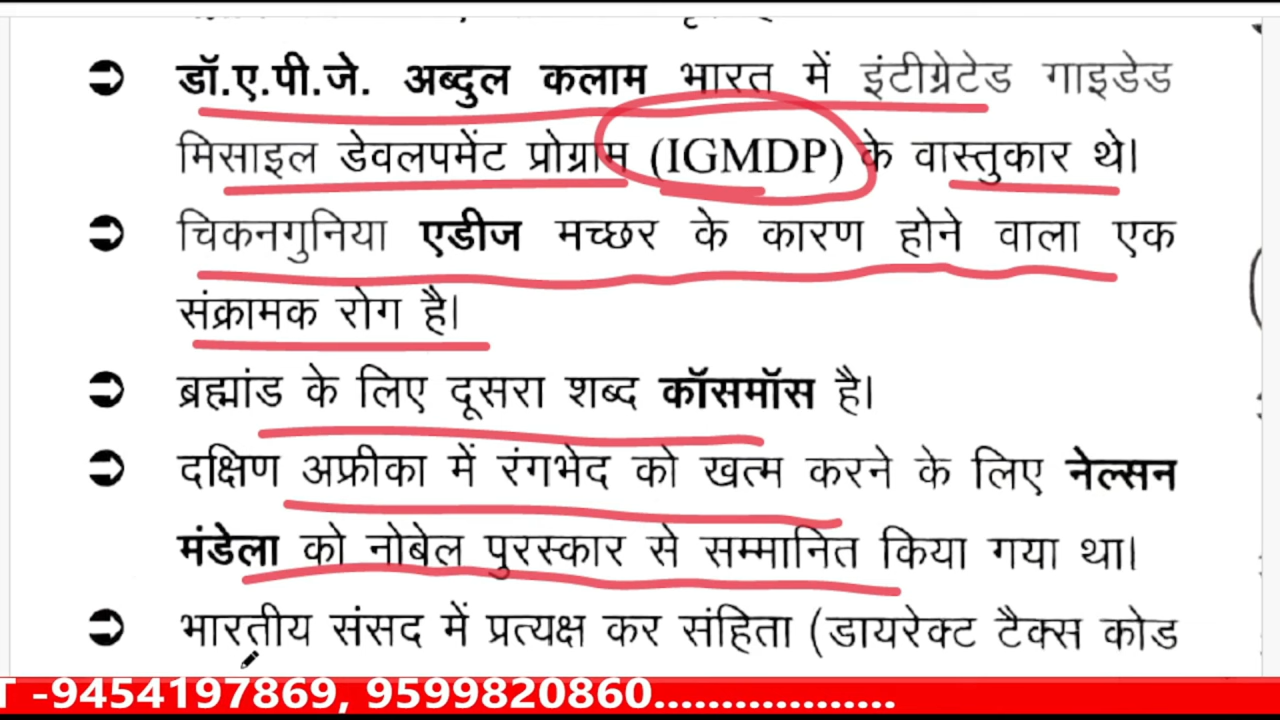 ➲ डॉ.ए.पी.जे. अब्दुल कलाम भारत में इंटीग्रेटेड गाइडेड
मिसाइल डेवलपमेंट प्रोग्राम (IGMDP) के वास्तुकार थे।
➲ चिकनगुनिया एडीज मच्छर के कारण होने वाला एक
संक्रामक रोग है।
➲ ब्रह्मांड के लिए दूसरा शब्द कॉसमॉस है।
➲ दक्षिण अफ्रीका में रंगभेद को खत्म करने के लिए नेल्सन
मंडेला को नोबेल पुरस्कार से सम्मानित किया गया था।
➲ भारतीय संसद में प्रत्यक्ष कर संहिता (डायरेक्ट टैक्स कोड
T -9454197869, 9599820860..................